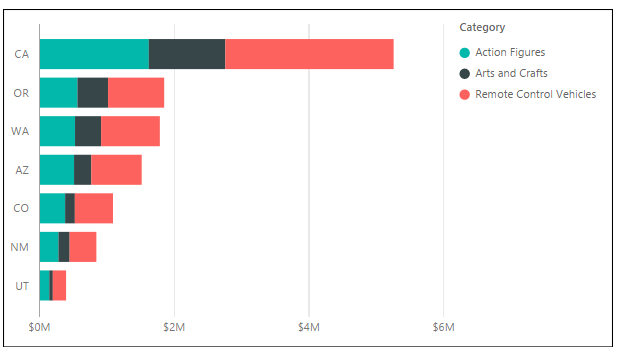 Category
Action Figures
Arts and Crafts
Remote Control Vehicles
CA
OR
WA
AZ
CO
NM
UT
$0M $2M $4M $6M